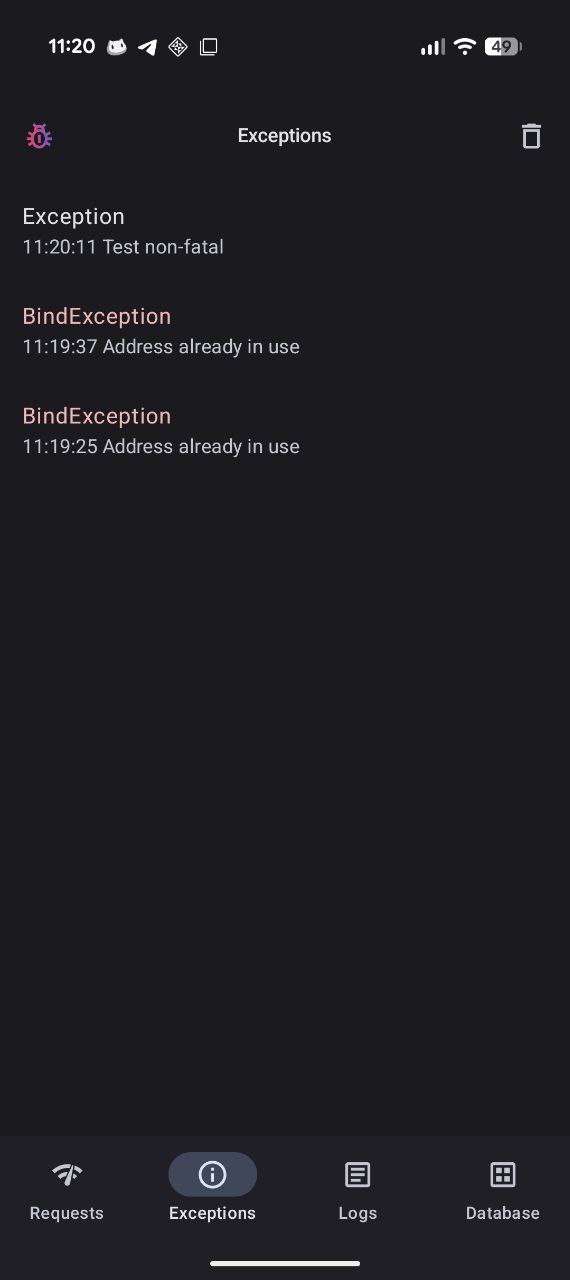 11:20
49
Exceptions
Exception
11:20:11 Test non-fatal
BindException
11:19:37 Address already in use
BindException
11:19:25 Address already in use
Requests
Exceptions
Logs
Database